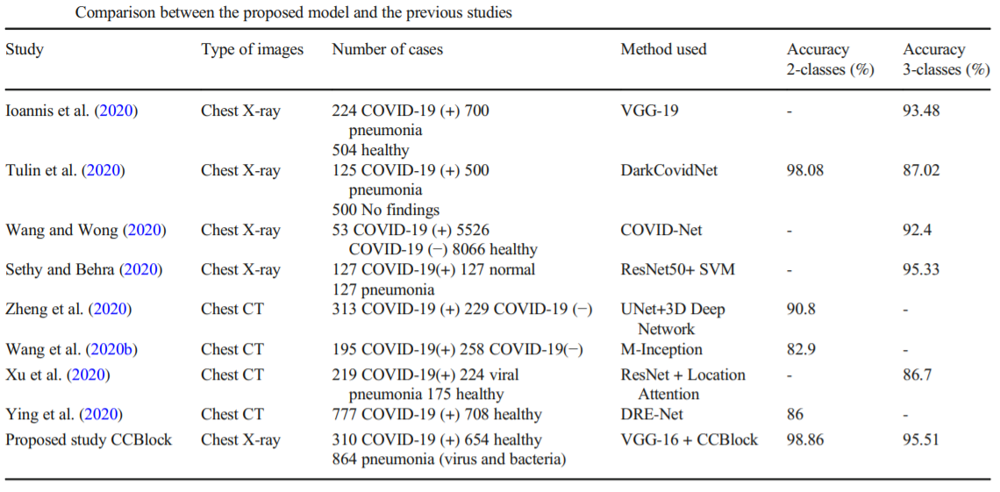 Comparison between the proposed model and the previous studies
Study Type of images Number of cases Method used Accuracy Accuracy
2-classes (%) 3-classes (%)
Ioannis et al. (2020) Chest X-ray 224 COVID-19 (+) 700 VGG-19 - 93.48
pneumonia
504 healthy
Tulin et al. (2020) Chest X-ray 125 COVID-19 (+) 500 DarkCovidNet 98.08 87.02
pneumonia
500 No findings
Wang and Wong (2020) Chest X-ray 53 COVID-19 (+) 5526 COVID-Net - 92.4
COVID-19 (−) 8066 healthy
Sethy and Behra (2020) Chest X-ray 127 COVID-19(+) 127 normal ResNet50+ SVM - 95.33
127 pneumonia
Zheng et al. (2020) Chest CT 313 COVID-19 (+) 229 COVID-19 (−) UNet+3D Deep 90.8 -
Network
Wang et al. (2020b) Chest CT 195 COVID-19(+) 258 COVID-19(−) M-Inception 82.9 -
Xu et al. (2020) Chest CT 219 COVID-19(+) 224 viral ResNet + Location - 86.7
pneumonia 175 healthy Attention
Ying et al. (2020) Chest CT 777 COVID-19 (+) 708 healthy DRE-Net 86 -
Proposed study CCBlock Chest X-ray 310 COVID-19 (+) 654 healthy VGG-16 + CCBlock 98.86 95.51
864 pneumonia (virus and bacteria)